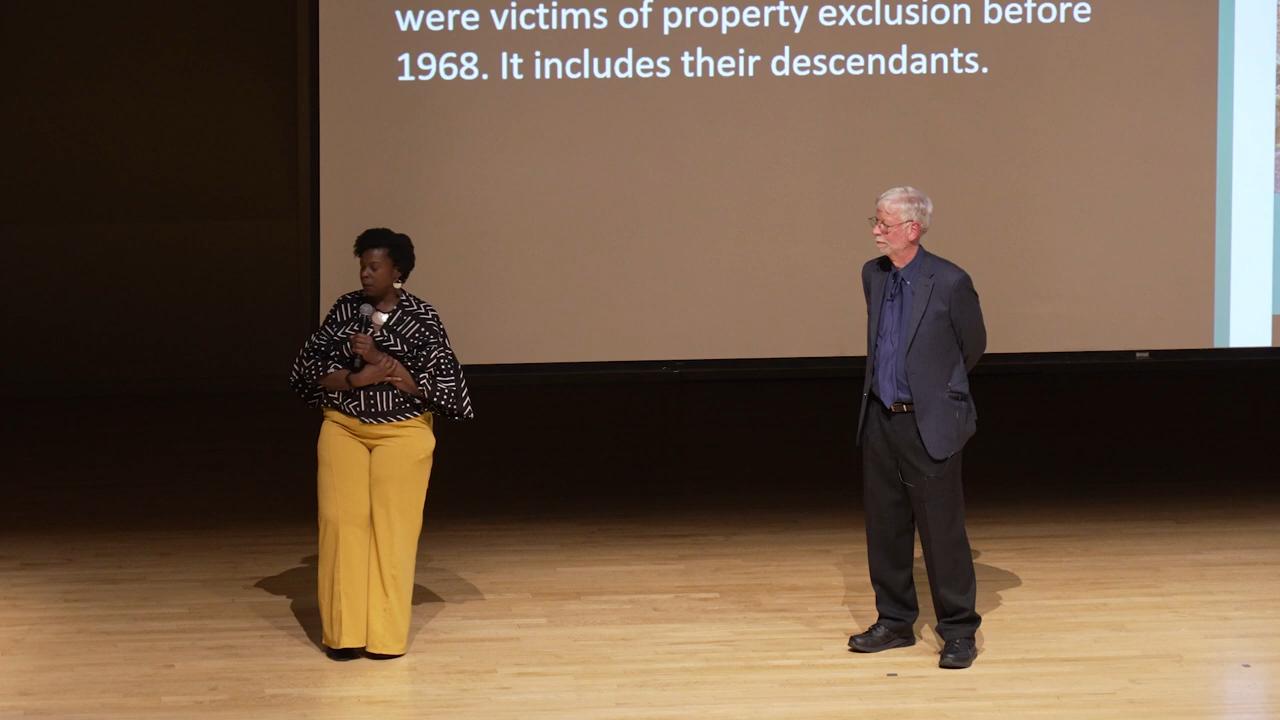 were victims of property exclusion before
1968. It includes their descendants.